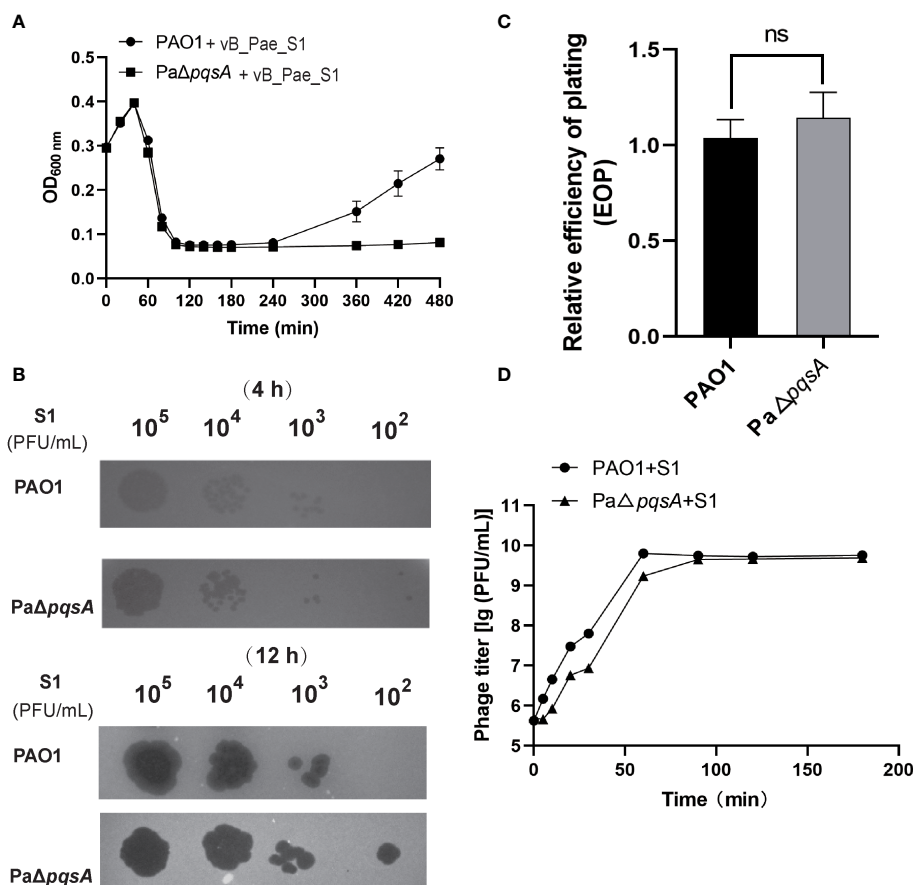 A
PAO1 + vB_Pae_S1
PaΔpqsA + vB_Pae_S1
0.5
0.4
0.3
0.2
0.1
0.0
OD600 nm
0 60 120 180 240 300 360 420 480
Time (min)
B
(4 h)
S1
(PFU/mL)
10^5 10^4 10^3 10^2
PAO1
PaΔpqsA
(12 h)
S1
(PFU/mL)
10^5 10^4 10^3 10^2
PAO1
PaΔpqsA
C
ns
1.5
1.0
0.5
0.0
Relative efficiency of plating
(EOP)
PAO1
PaΔpqsA
D
PAO1+S1
Pa△pqsA+S1
11
10
9
8
7
6
5
Phage titer [lg (PFU/mL)]
0 50 100 150 200
Time（min）